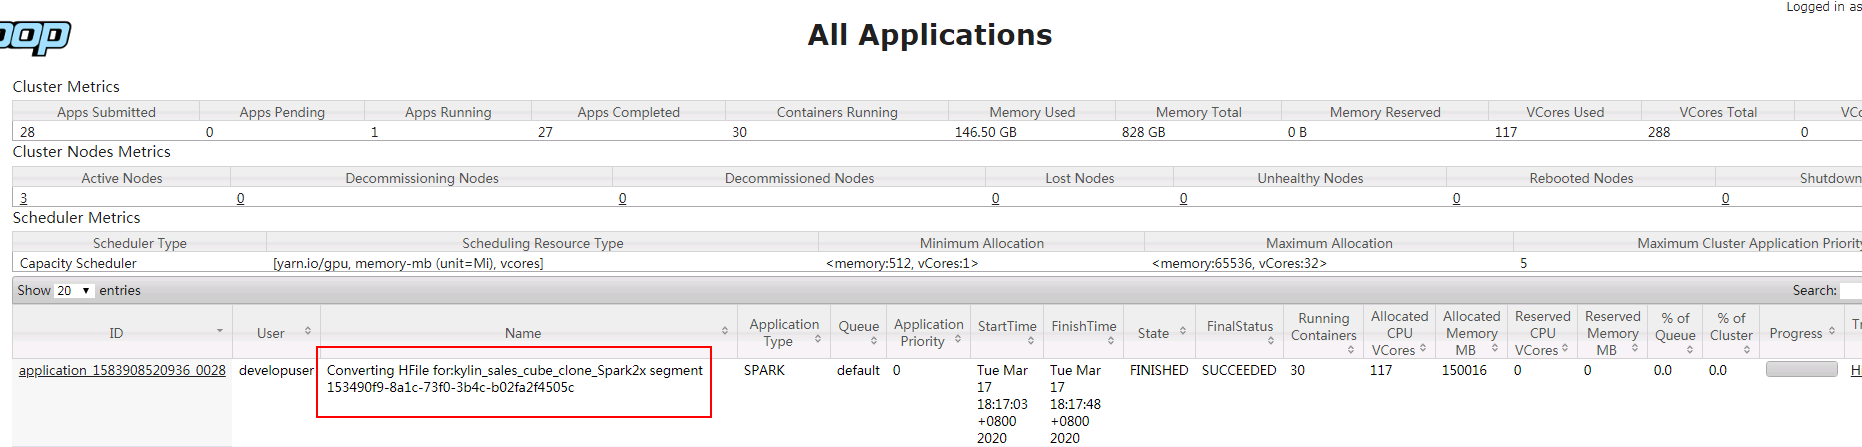 Logged in as
oop
All Applications
Cluster Metrics
Apps Submitted Apps Pending Apps Running Apps Completed Containers Running Memory Used Memory Total Memory Reserved VCores Used VCores Total
28 0 1 27 30 146.50 GB 828 GB 0 B 117 288 0
Cluster Nodes Metrics
Active Nodes Decommissioning Nodes Decommissioned Nodes Lost Nodes Unhealthy Nodes Rebooted Nodes Shutdown
3 0 0 0 0 0 0
Scheduler Metrics
Scheduler Type Scheduling Resource Type Minimum Allocation Maximum Allocation Maximum Cluster Application Priority
Capacity Scheduler [yarn.io/gpu, memory-mb (unit=Mi), vcores] <memory:512, vCores:1> <memory:65536, vCores:32> 5
Show 20 entries Search:
ID User Name Application Type Queue Application Priority StartTime FinishTime State FinalStatus Running Containers Allocated CPU VCores Allocated Memory MB Reserved CPU VCores Reserved Memory MB % of Queue % of Cluster Progress
application_1583908520936_0028 developuser Converting HFile for:kylin_sales_cube_clone_Spark2x segment SPARK default 0 Tue Mar Tue Mar FINISHED SUCCEEDED 30 117 150016 0 0 0.0 0.0
153490f9-8a1c-73f0-3b4c-b02fa2f4505c 17 17
18:17:03 18:17:48
+0800 +0800
2020 2020